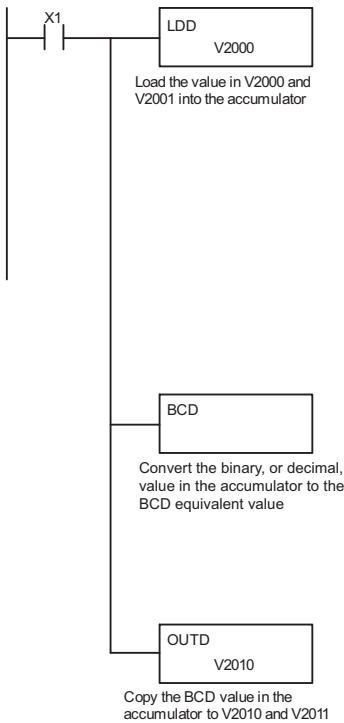 X1
LDD
V2000
Load the value in V2000 and
V2001 into the accumulator
BCD
Convert the binary, or decimal,
value in the accumulator to the
BCD equivalent value
OUTD
V2010
Copy the BCD value in the
accumulator to V2010 and V2011